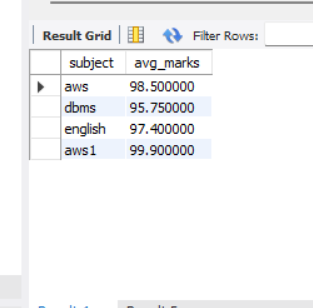 Result Grid Filter Rows:
subject avg_marks
aws 98.500000
dbms 95.750000
english 97.400000
aws1 99.900000